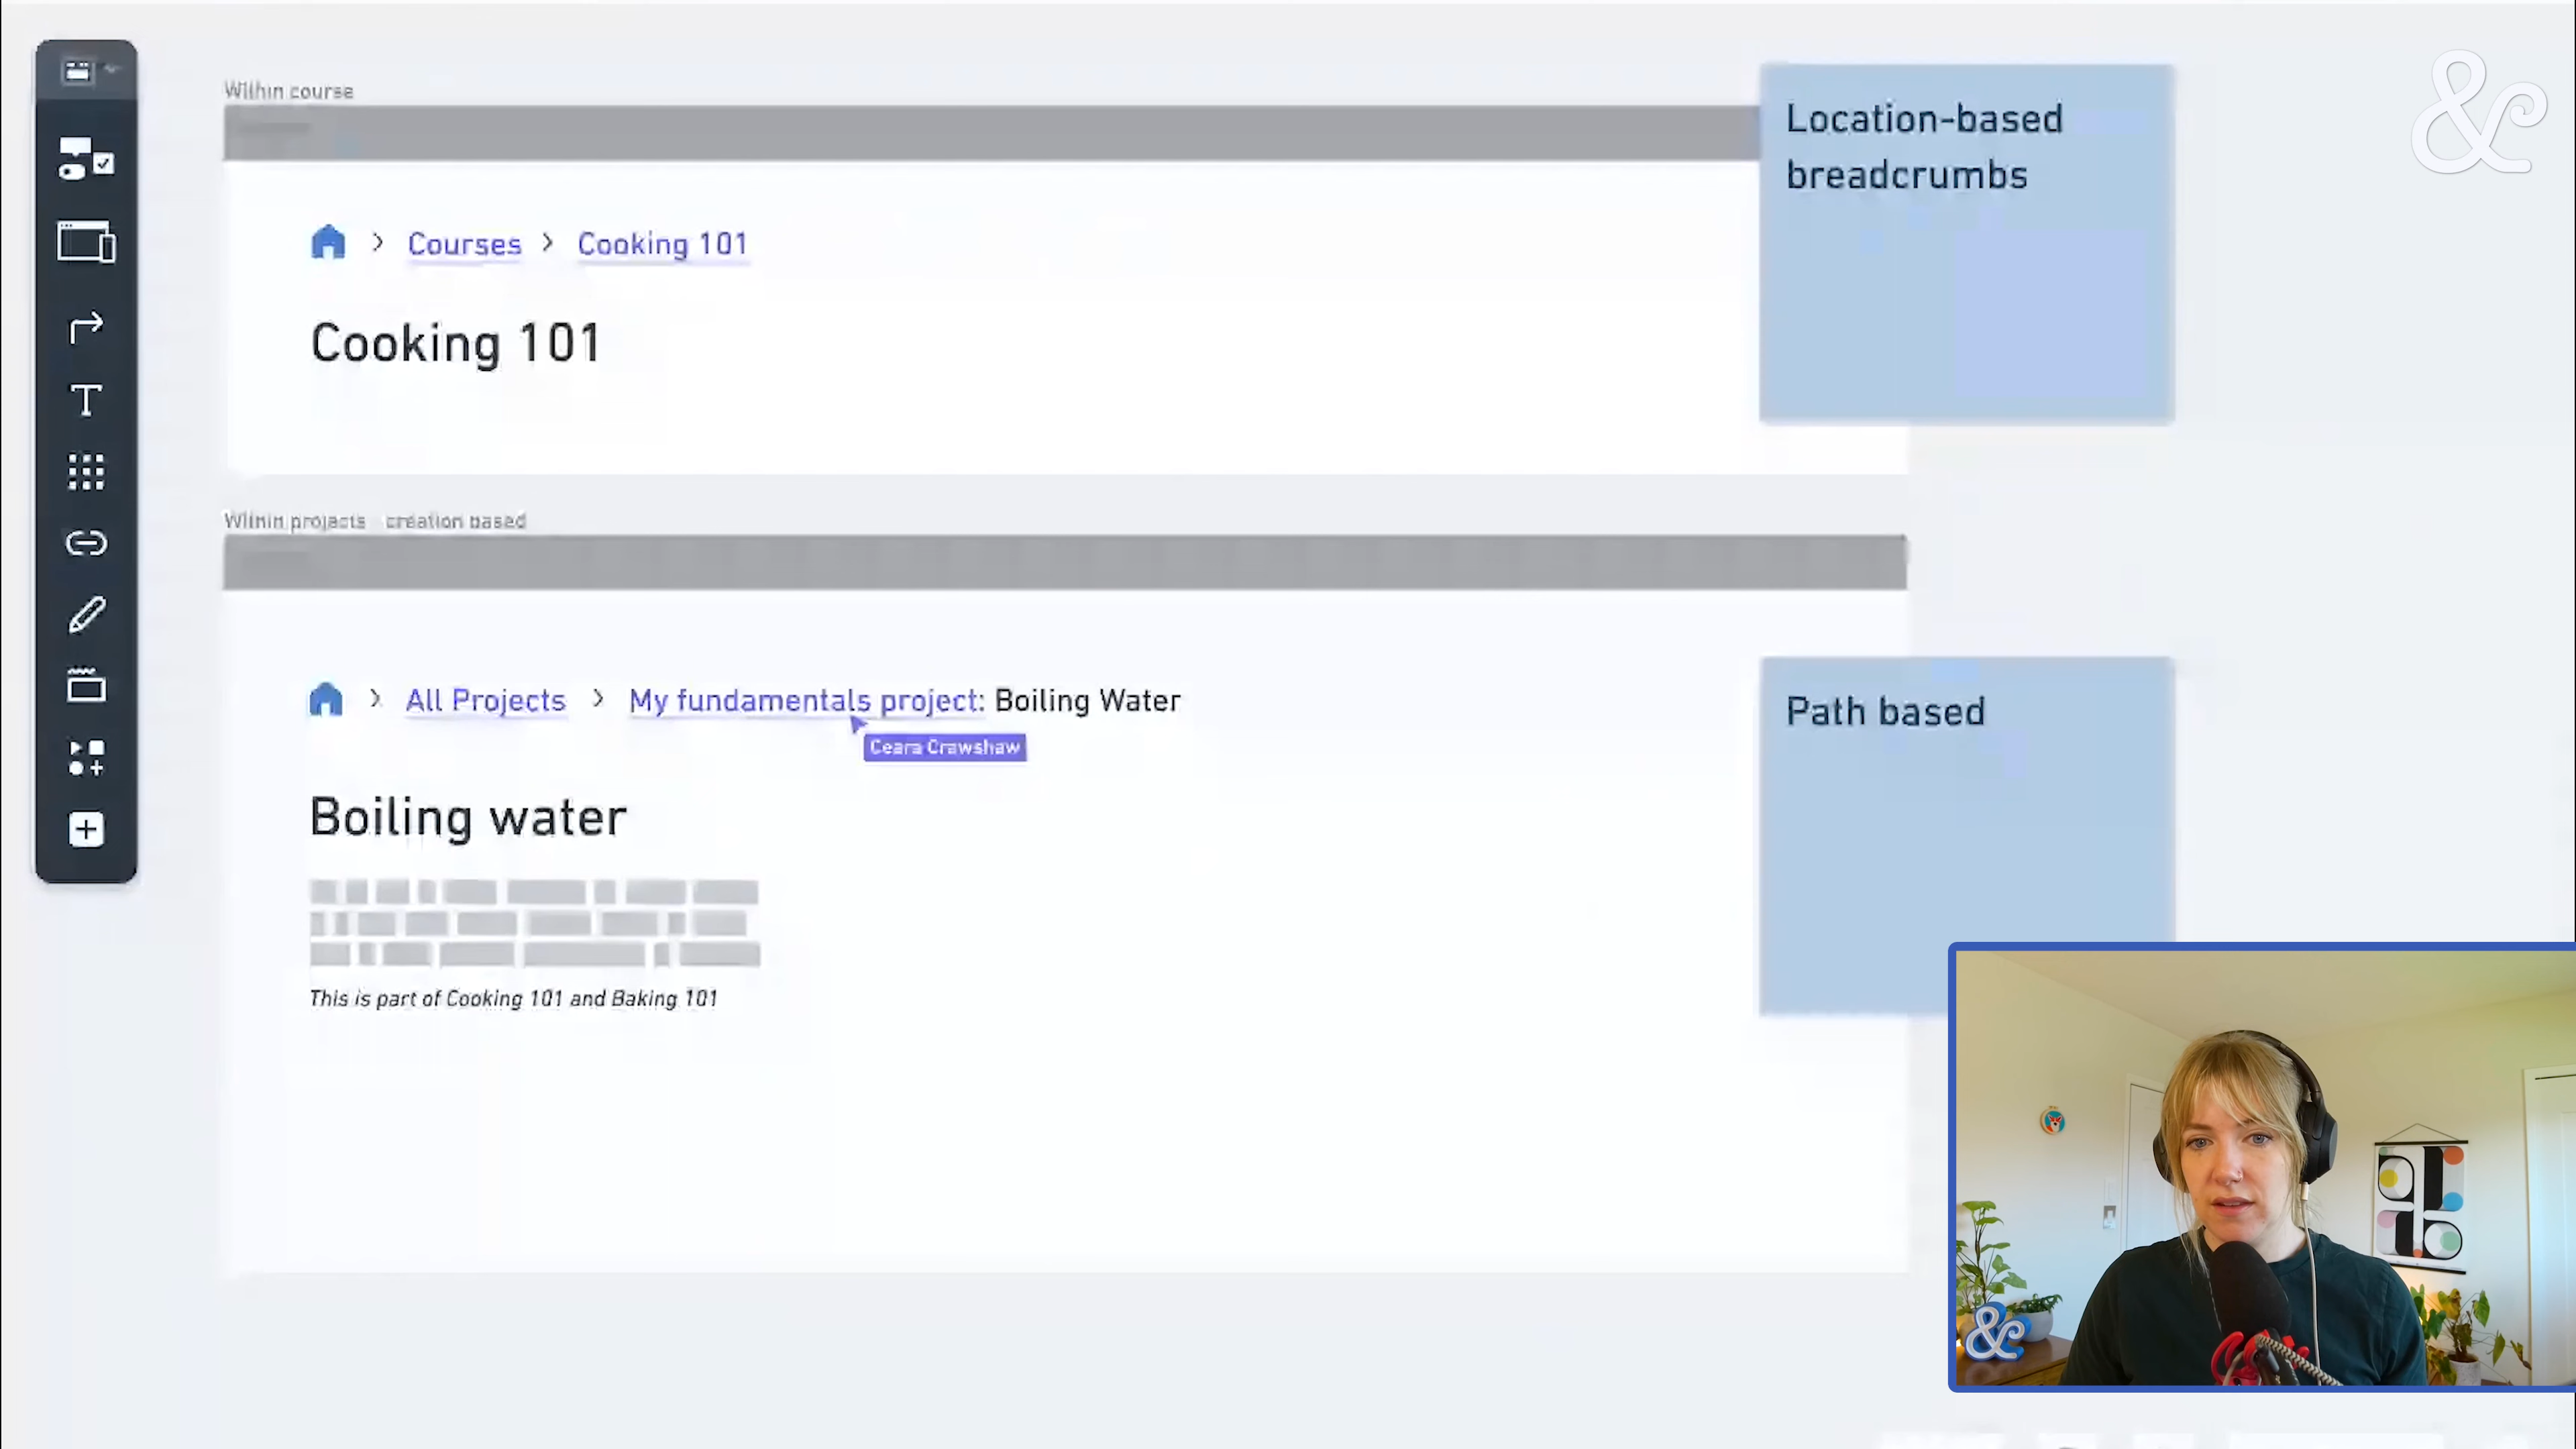 Within course
Location-based
breadcrumbs
&
> Courses > Cooking 101
Cooking 101
Within projects - creation based
> All Projects > My fundamentals project: Boiling Water
Path based
Ceara Crawshaw
Boiling water
This is part of Cooking 101 and Baking 101
&